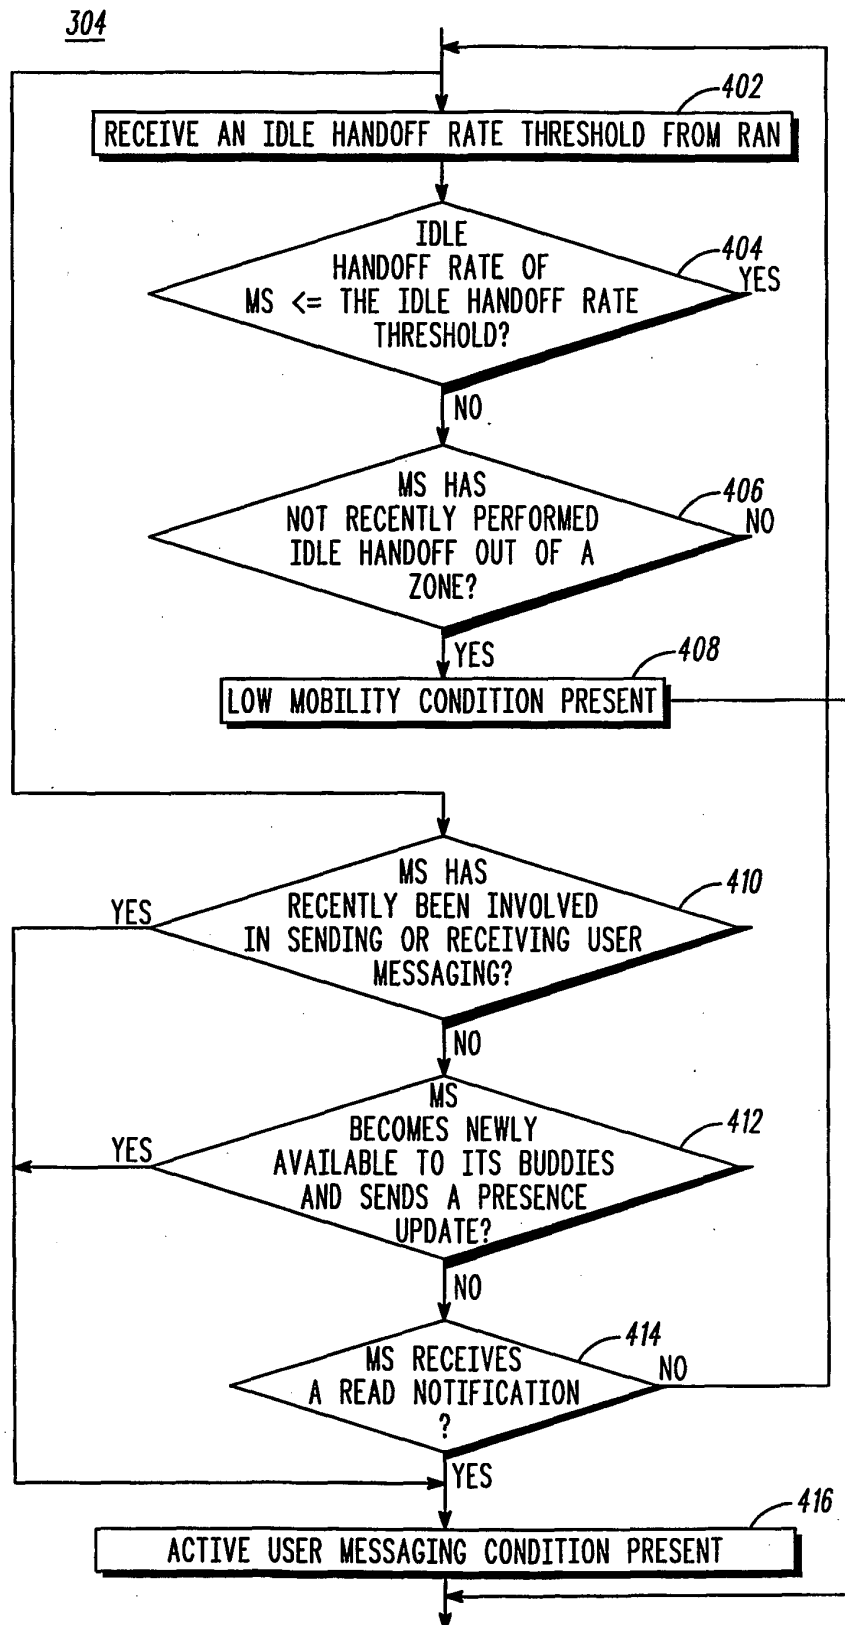 304
402
RECEIVE AN IDLE HANDOFF RATE THRESHOLD FROM RAN
IDLE
HANDOFF RATE OF
MS <= THE IDLE HANDOFF RATE
THRESHOLD?
404
YES
NO
MS HAS
NOT RECENTLY PERFORMED
IDLE HANDOFF OUT OF A
ZONE?
406
NO
YES
408
LOW MOBILITY CONDITION PRESENT
MS HAS
RECENTLY BEEN INVOLVED
IN SENDING OR RECEIVING USER
MESSAGING?
410
YES
NO
MS
BECOMES NEWLY
AVAILABLE TO ITS BUDDIES
AND SENDS A PRESENCE
UPDATE?
412
YES
NO
MS RECEIVES
A READ NOTIFICATION
?
414
NO
YES
416
ACTIVE USER MESSAGING CONDITION PRESENT